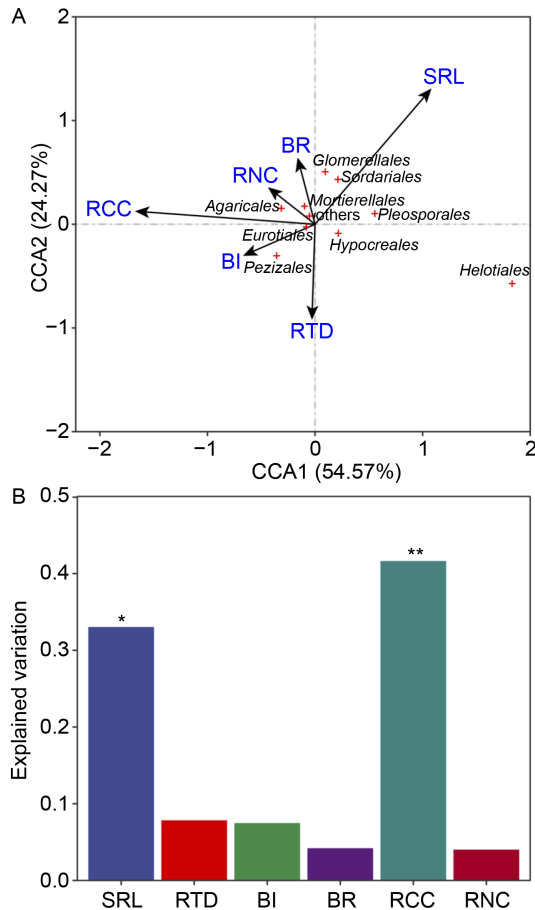 A
2
1
0
−1
−2
CCA2 (24.27%)
SRL
BR
Glomerellales
Sordariales
RNC
Mortierellales
Agaricales
others
Pleosporales
RCC
Eurotiales
Hypocreales
BI
Pezizales
Helotiales
RTD
−2 −1 0 1 2
CCA1 (54.57%)
B
0.5
0.4
0.3
0.2
0.1
0.0
Explained variation
*
**
SRL RTD BI BR RCC RNC